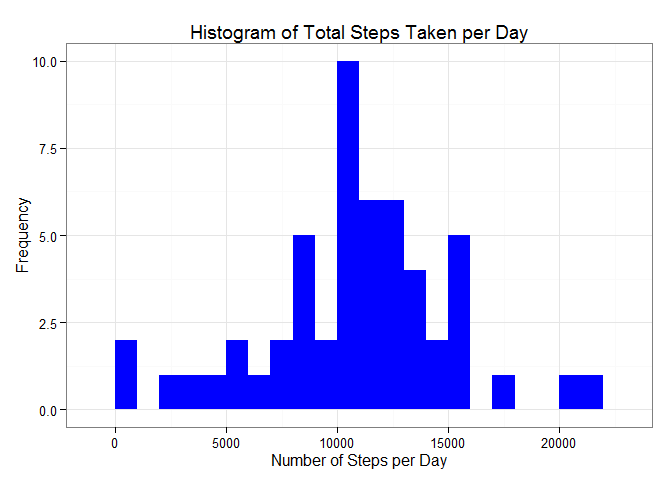 Histogram of Total Steps Taken per Day
Frequency
10.0
7.5
5.0
2.5
0.0
0 5000 10000 15000 20000
Number of Steps per Day